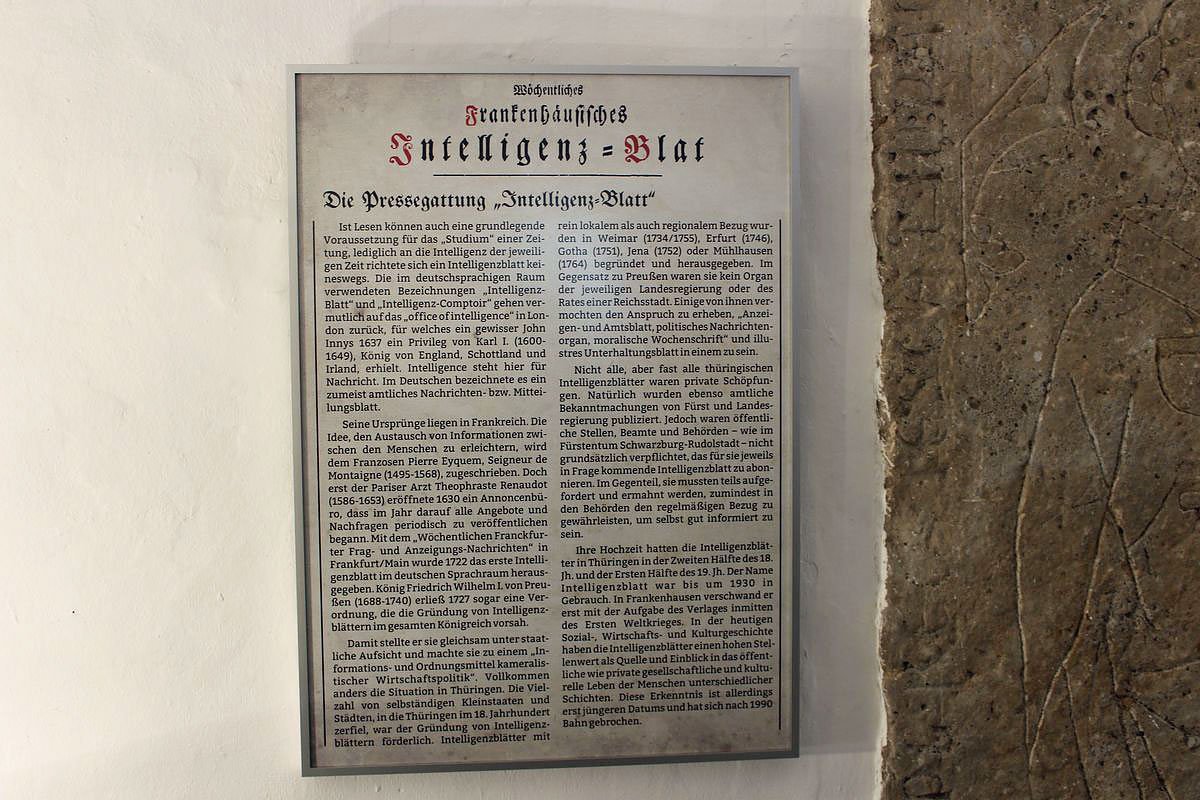 Wöchentliches
Frankenhäusisches
Intelligenz-Blat
Die Pressegattung „Intelligenz-Blatt“
Ist Lesen können auch eine grundlegende
Voraussetzung für das „Studium“ einer Zei-
tung, lediglich an die Intelligenz der jeweili-
gen Zeit richtete sich ein Intelligenzblatt kei-
neswegs. Die im deutschsprachigen Raum
verwendeten Bezeichnungen „Intelligenz-
Blatt“ und „Intelligenz-Comptoir“ gehen ver-
mutlich auf das „office of intelligence“ in Lon-
don zurück, für welches ein gewisser John
Innys 1637 ein Privileg von Karl I. (1600-
1649), König von England, Schottland und
Irland, erhielt. Intelligence steht hier für
Nachricht. Im Deutschen bezeichnete es ein
zumeist amtliches Nachrichten- bzw. Mittei-
lungsblatt.
Seine Ursprünge liegen in Frankreich. Die
Idee, den Austausch von Informationen zwi-
schen den Menschen zu erleichtern, wird
dem Franzosen Pierre Eyquem, Seigneur de
Montaigne (1495-1568), zugeschrieben. Doch
erst der Pariser Arzt Theophraste Renaudot
(1586-1653) eröffnete 1630 ein Annoncenbü-
ro, dass im Jahr darauf alle Angebote und
Nachfragen periodisch zu veröffentlichen
begann. Mit dem „Wöchentlichen Franckfur-
ter Frag- und Anzeigungs-Nachrichten“ in
Frankfurt/Main wurde 1722 das erste Intelli-
genzblatt im deutschen Sprachraum heraus-
gegeben. König Friedrich Wilhelm I. von Preu-
ßen (1688-1740) erließ 1727 sogar eine Ver-
ordnung, die die Gründung von Intelligenz-
blättern im gesamten Königreich vorsah.
Damit stellte er sie gleichsam unter staat-
liche Aufsicht und machte sie zu einem „In-
formations- und Ordnungsmittel kameralis-
tischer Wirtschaftspolitik“. Vollkommen
anders die Situation in Thüringen. Die Viel-
zahl von selbständigen Kleinstaaten und
Städten, in die Thüringen im 18. Jahrhundert
zerfiel, war der Gründung von Intelligenz-
blättern förderlich. Intelligenzblätter mit
rein lokalem als auch regionalem Bezug wur-
den in Weimar (1734/1755), Erfurt (1746),
Gotha (1751), Jena (1752) oder Mühlhausen
(1764) begründet und herausgegeben. Im
Gegensatz zu Preußen waren sie kein Organ
der jeweiligen Landesregierung oder des
Rates einer Reichsstadt. Einige von ihnen ver-
mochten den Anspruch zu erheben, „Anzei-
gen- und Amtsblatt, politisches Nachrichten-
organ, moralische Wochenschrift“ und illu-
stres Unterhaltungsblatt in einem zu sein.
Nicht alle, aber fast alle thüringischen
Intelligenzblätter waren private Schöpfun-
gen. Natürlich wurden ebenso amtliche
Bekanntmachungen von Fürst und Landes-
regierung publiziert. Jedoch waren öffentli-
che Stellen, Beamte und Behörden – wie im
Fürstentum Schwarzburg-Rudolstadt – nicht
grundsätzlich verpflichtet, das für sie jeweils
in Frage kommende Intelligenzblatt zu abon-
nieren. Im Gegenteil, sie mussten teils aufge-
fordert und ermahnt werden, zumindest in
den Behörden den regelmäßigen Bezug zu
gewährleisten, um selbst gut informiert zu
sein.
Ihre Hochzeit hatten die Intelligenzblät-
ter in Thüringen in der Zweiten Hälfte des 18.
Jh. und der Ersten Hälfte des 19. Jh. Der Name
Intelligenzblatt war bis um 1930 in
Gebrauch. In Frankenhausen verschwand er
erst mit der Aufgabe des Verlages inmitten
des Ersten Weltkrieges. In der heutigen
Sozial-, Wirtschafts- und Kulturgeschichte
haben die Intelligenzblätter einen hohen Stel-
lenwert als Quelle und Einblick in das öffent-
liche wie private gesellschaftliche und kultu-
relle Leben der Menschen unterschiedlicher
Schichten. Diese Erkenntnis ist allerdings
erst jüngeren Datums und hat sich nach 1990
Bahn gebrochen.